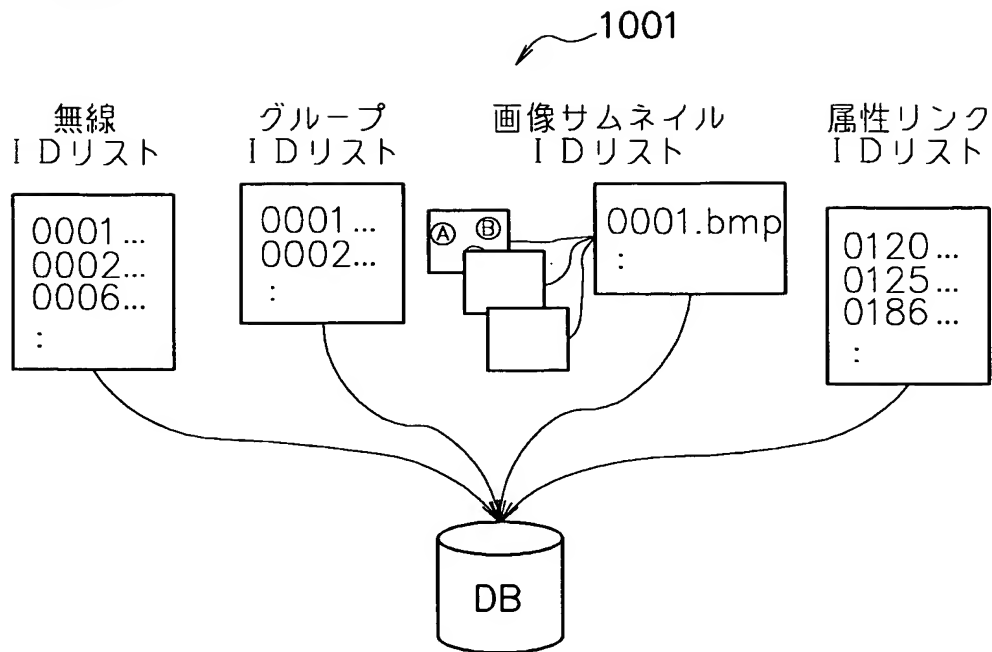 1001
無線
IDリスト
グループ
IDリスト
画像サムネイル
IDリスト
属性リンク
IDリスト
0001...
0002...
0006...
:
0001...
0002...
:
A
B
0001.bmp
:
0120...
0125...
0186...
:
DB